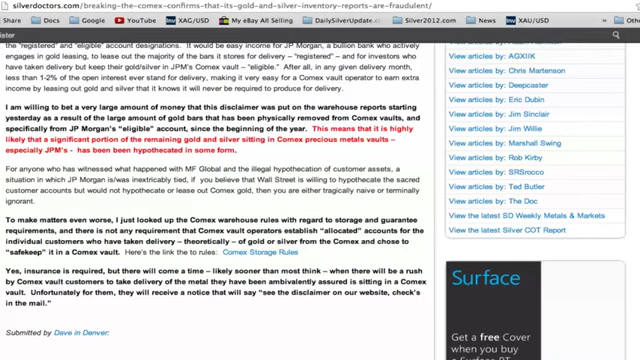 silverdoctors.com/breaking-the-comex-confirms-that-its-gold-and-silver-inventory-reports-are-fraudulent/
Docs
Google
YouTube
XAG/USD
My eBay All Selling
DailySilverUpdate.c
Silver2012.com
News
XAU/USD
ister
the "registered" and "eligible" account designations. It would be easy income for JP Morgan, a bullion bank who actively
engages in gold leasing, to lease out the majority of the bars it stores for delivery - "registered" – and for investors who
have taken delivery but keep their gold/silver in JPM's Comex vault – "eligible." After all, in any given delivery month,
less than 1-2% of the open interest ever stand for delivery, making it very easy for a Comex vault operator to earn extra
income by leasing out gold and silver that it knows it will never be required to produce for delivery.
I am willing to bet a very large amount of money that this disclaimer was put on the warehouse reports starting
yesterday as a result of the large amount of gold bars that has been physically removed from Comex vaults, and
specifically from JP Morgan's "eligible" account, since the beginning of the year. This means that it is highly
likely that a significant portion of the remaining gold and silver sitting in Comex precious metals vaults –
especially JPM's - has been been hypothecated in some form.
For anyone who has witnessed what happened with MF Global and the illegal hypothecation of customer assets, a
situation in which JP Morgan is/was inextricably tied, if you believe that Wall Street is willing to hypothecate the sacred
customer accounts but would not hypothecate or lease out Comex gold, then you are either tragically naive or terminally
ignorant.
To make matters even worse, I just looked up the Comex warehouse rules with regard to storage and guarantee
requirements, and there is not any requirement that Comex vault operators establish "allocated" accounts for
the individual customers who have taken delivery – theoretically – of gold or silver from the Comex and chose to
"safekeep" it in a Comex vault. Here's the link the to rules: Comex Storage Rules
Yes, insurance is required, but there will come a time – likely sooner than most think – when there will be a rush
by Comex vault customers to take delivery of the metal they have been ambivalently assured is sitting in a Comex
vault. Unfortunately for them, they will receive a notice that will say "see the disclaimer on our website, check's
in the mail."
Submitted by Dave in Denver:
View articles by: AGXIIK
View articles by: Chris Martenson
View articles by: Deepcaster
View articles by: Eric Dubin
View articles by: Jim Sinclair
View articles by: Jim Willie
View articles by: Marshall Swing
View articles by: Rob Kirby
View articles by: SRSrocco
View articles by: Ted Butler
View articles by: The Doc
View the latest SD Weekly Metals & Markets
View the latest Silver COT Report
Surface
Get a free Cover
when you buy
a Surface RT